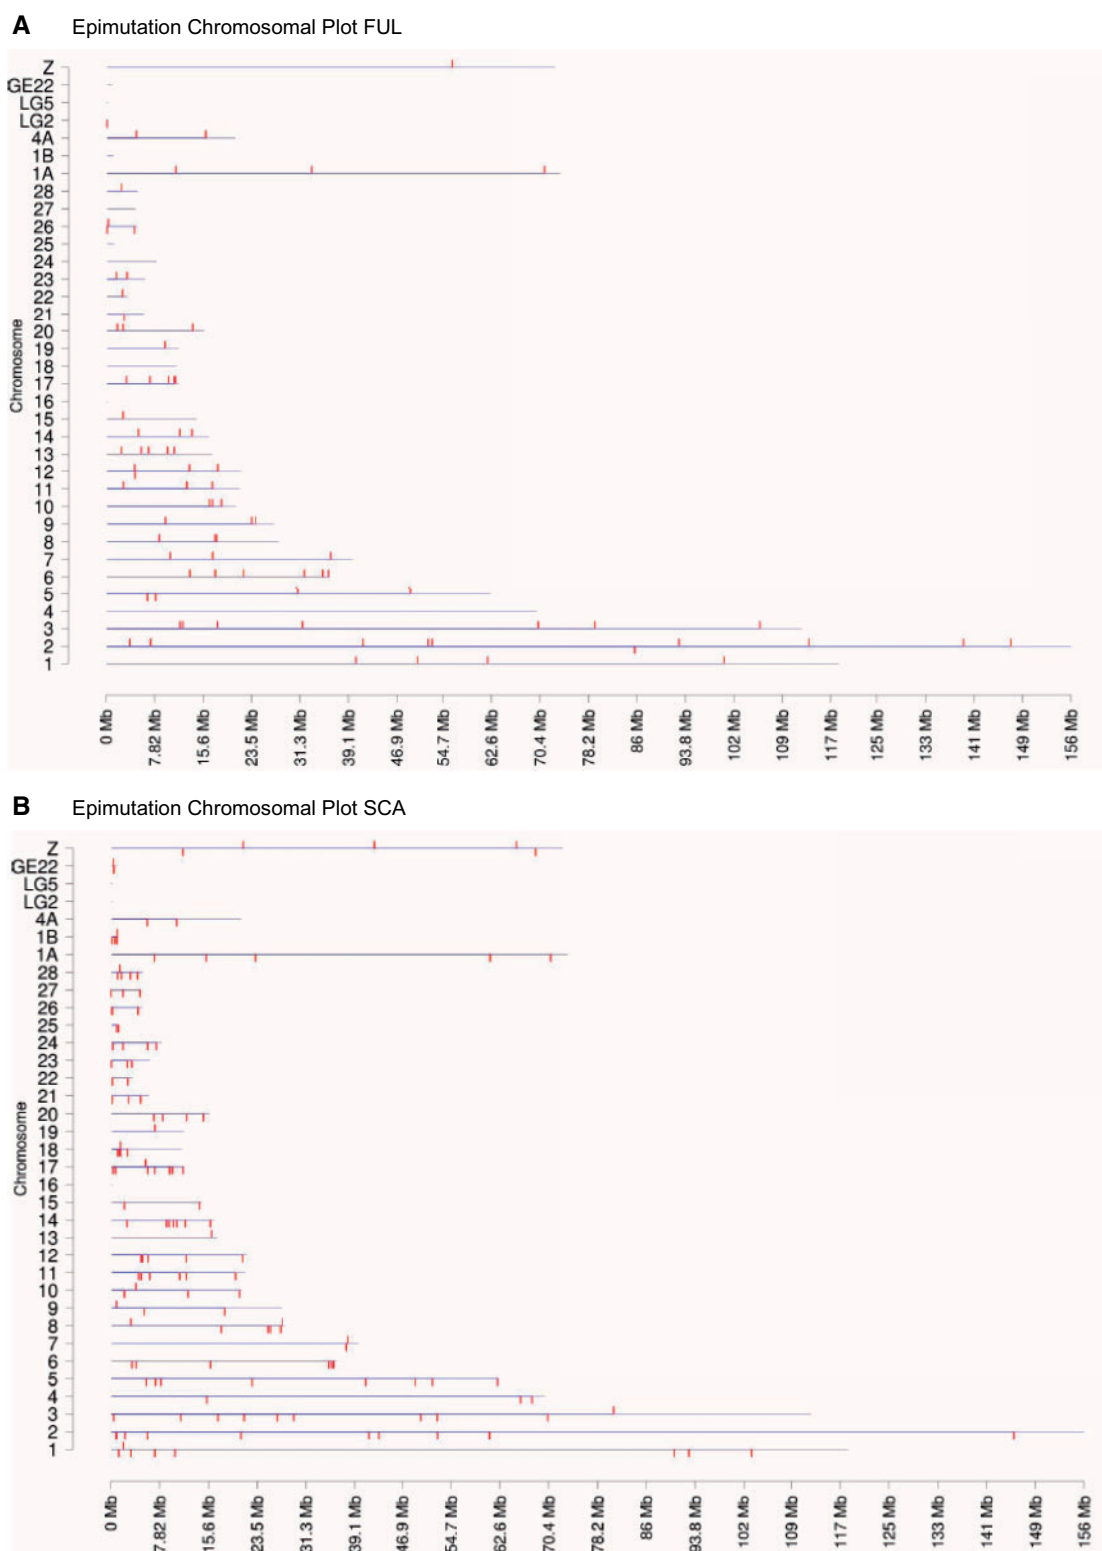 A Epimutation Chromosomal Plot FUL
Z
GE22
LG5
LG2
4A
1B
1A
28
27
26
25
24
23
22
21
20
19
18
17
16
15
14
13
12
11
10
9
8
7
6
5
4
3
2
1
Chromosome
0 Mb
7.82 Mb
15.6 Mb
23.5 Mb
31.3 Mb
39.1 Mb
46.9 Mb
54.7 Mb
62.6 Mb
70.4 Mb
78.2 Mb
86 Mb
93.8 Mb
102 Mb
109 Mb
117 Mb
125 Mb
133 Mb
141 Mb
149 Mb
156 Mb
B Epimutation Chromosomal Plot SCA
Z
GE22
LG5
LG2
4A
1B
1A
28
27
26
25
24
23
22
21
20
19
18
17
16
15
14
13
12
11
10
9
8
7
6
5
4
3
2
1
Chromosome
0 Mb
7.82 Mb
15.6 Mb
23.5 Mb
31.3 Mb
39.1 Mb
46.9 Mb
54.7 Mb
62.6 Mb
70.4 Mb
78.2 Mb
86 Mb
93.8 Mb
102 Mb
109 Mb
117 Mb
125 Mb
133 Mb
141 Mb
149 Mb
156 Mb